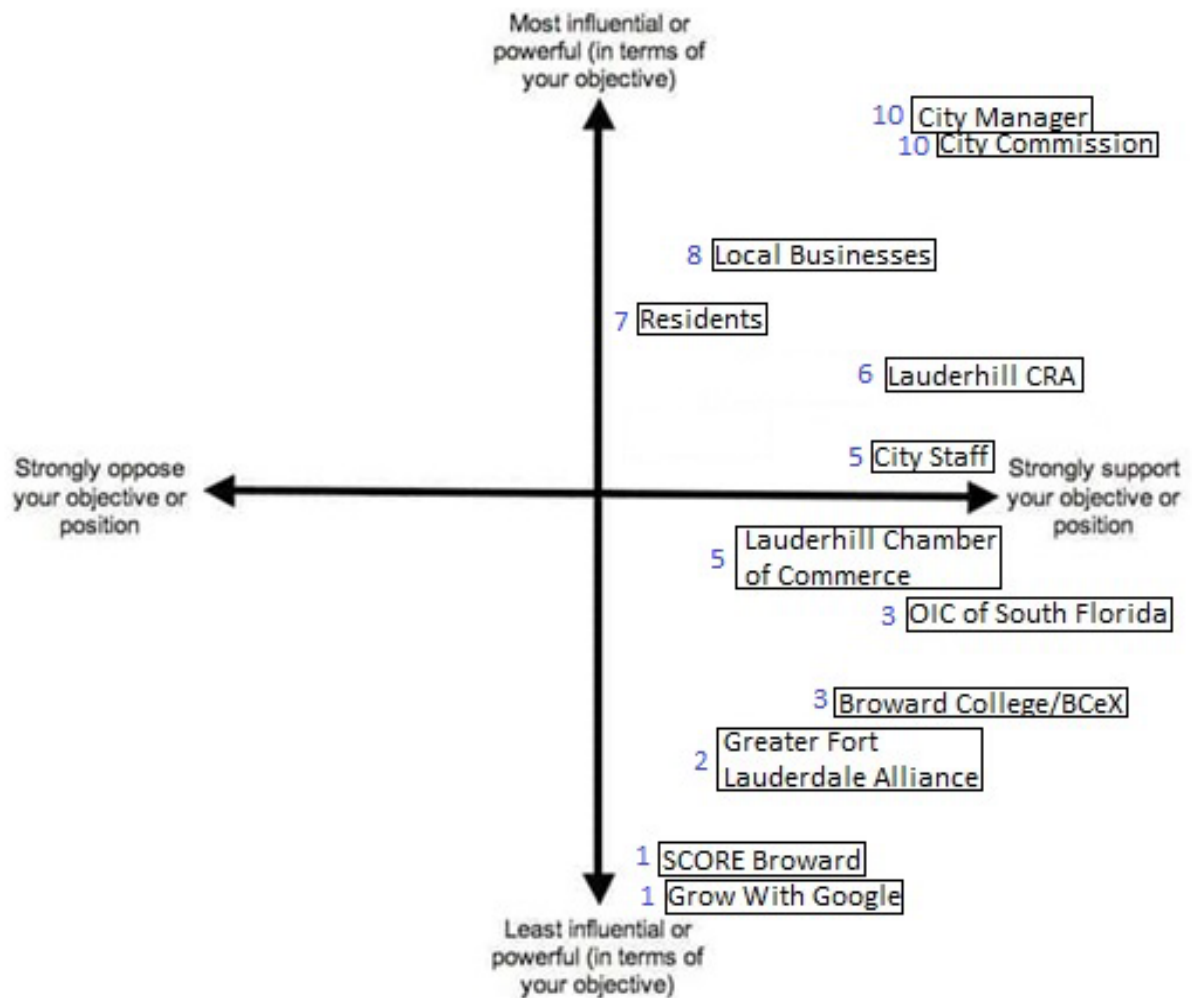 Most influential or
powerful (in terms of
your objective)
10 City Manager
10 City Commission
8 Local Businesses
7 Residents
6 Lauderhill CRA
5 City Staff
Strongly oppose
your objective or
position
Strongly support
your objective or
position
5 Lauderhill Chamber
of Commerce
3 OIC of South Florida
3 Broward College/BCeX
2 Greater Fort
Lauderdale Alliance
1 SCORE Broward
1 Grow With Google
Least influential or
powerful (in terms of
your objective)